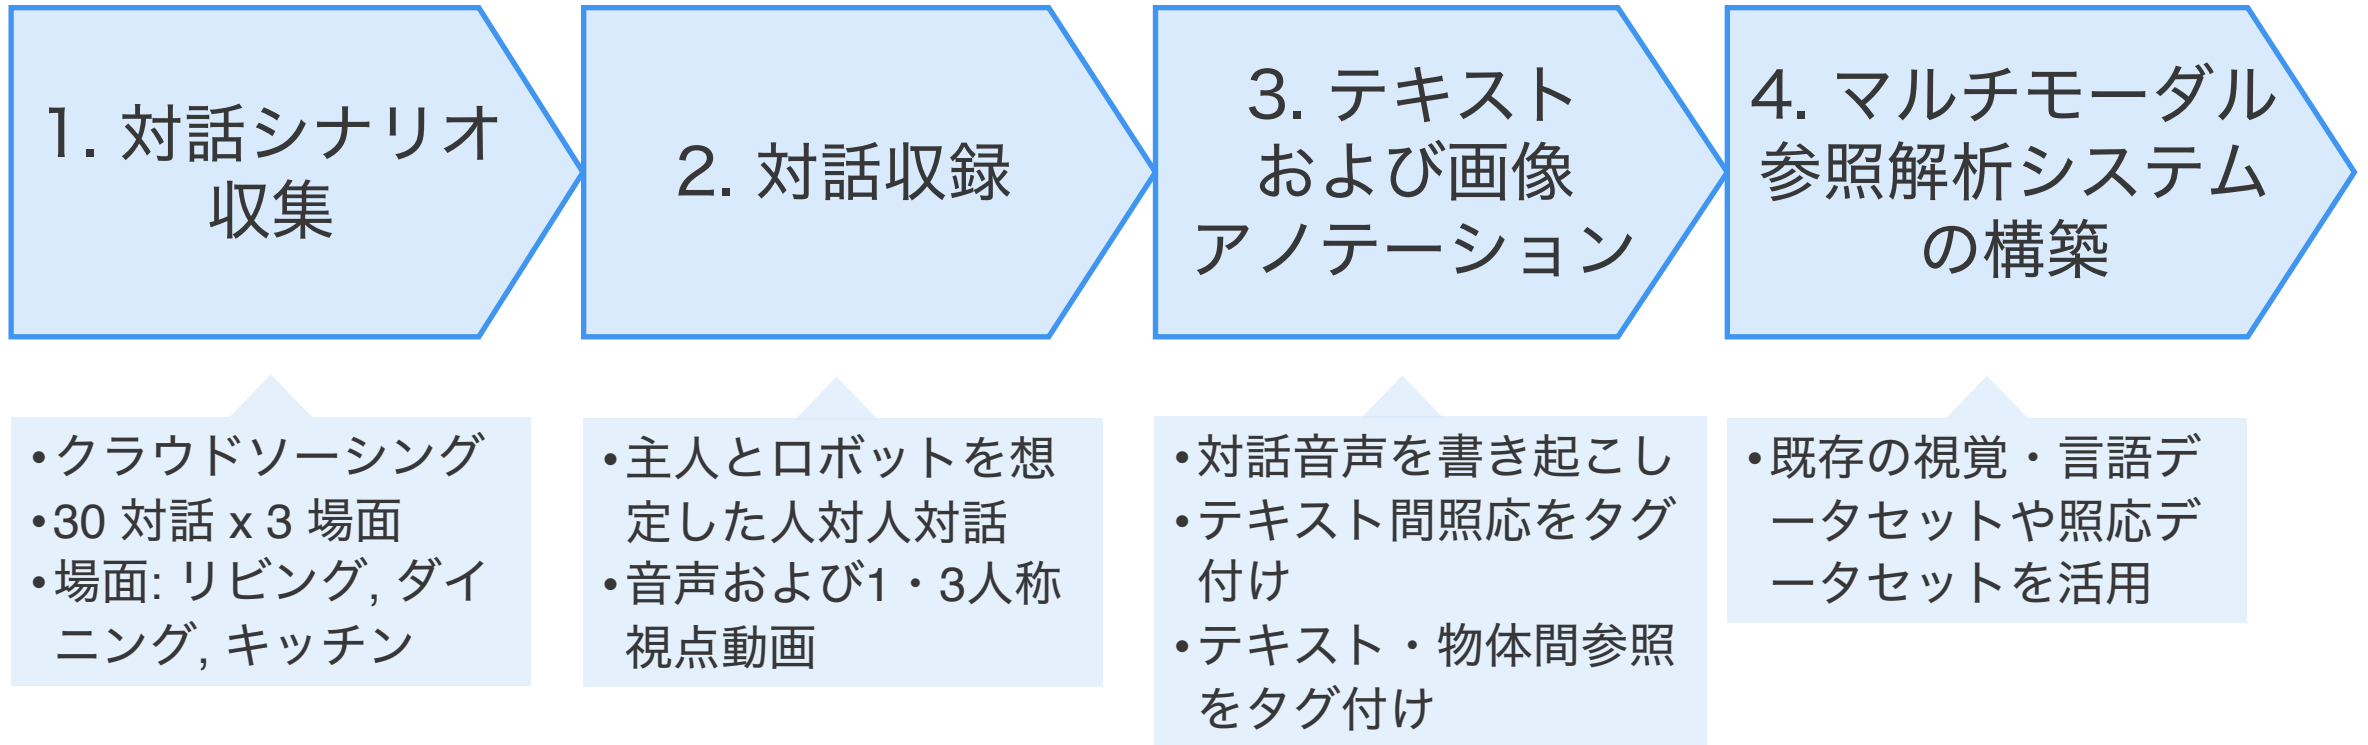 1. 対話シナリオ
収集
2. 対話収録
3. テキスト
および画像
アノテーション
4. マルチモーダル
参照解析システム
の構築
•クラウドソーシング
•30 対話 x 3 場面
•場面: リビング, ダイ
ニング, キッチン
•主人とロボットを想
定した人対人対話
•音声および1・3人称
視点動画
•対話音声を書き起こし
•テキスト間照応をタグ
付け
•テキスト・物体間参照
をタグ付け
•既存の視覚・言語デ
ータセットや照応デ
ータセットを活用